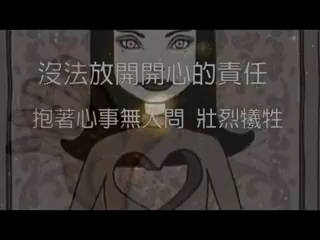 沒法放開開心的責任
抱著心事無人問 壯烈犧牲